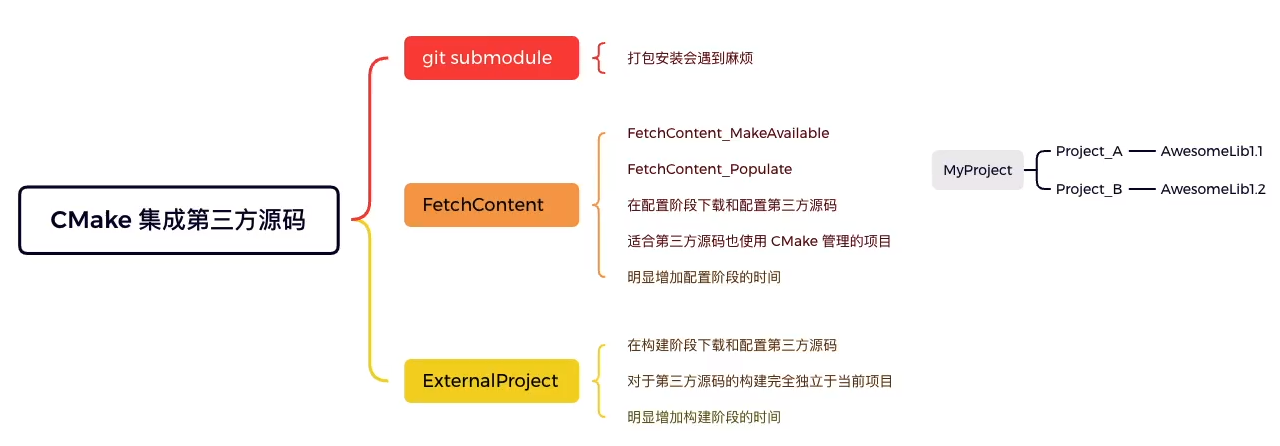 CMake 集成第三方源码
git submodule
打包安装会遇到麻烦
FetchContent
FetchContent_MakeAvailable
FetchContent_Populate
在配置阶段下载和配置第三方源码
适合第三方源码也使用 CMake 管理的项目
明显增加配置阶段的时间
MyProject
Project_A
AwesomeLib1.1
Project_B
AwesomeLib1.2
ExternalProject
在构建阶段下载和配置第三方源码
对于第三方源码的构建完全独立于当前项目
明显增加构建阶段的时间